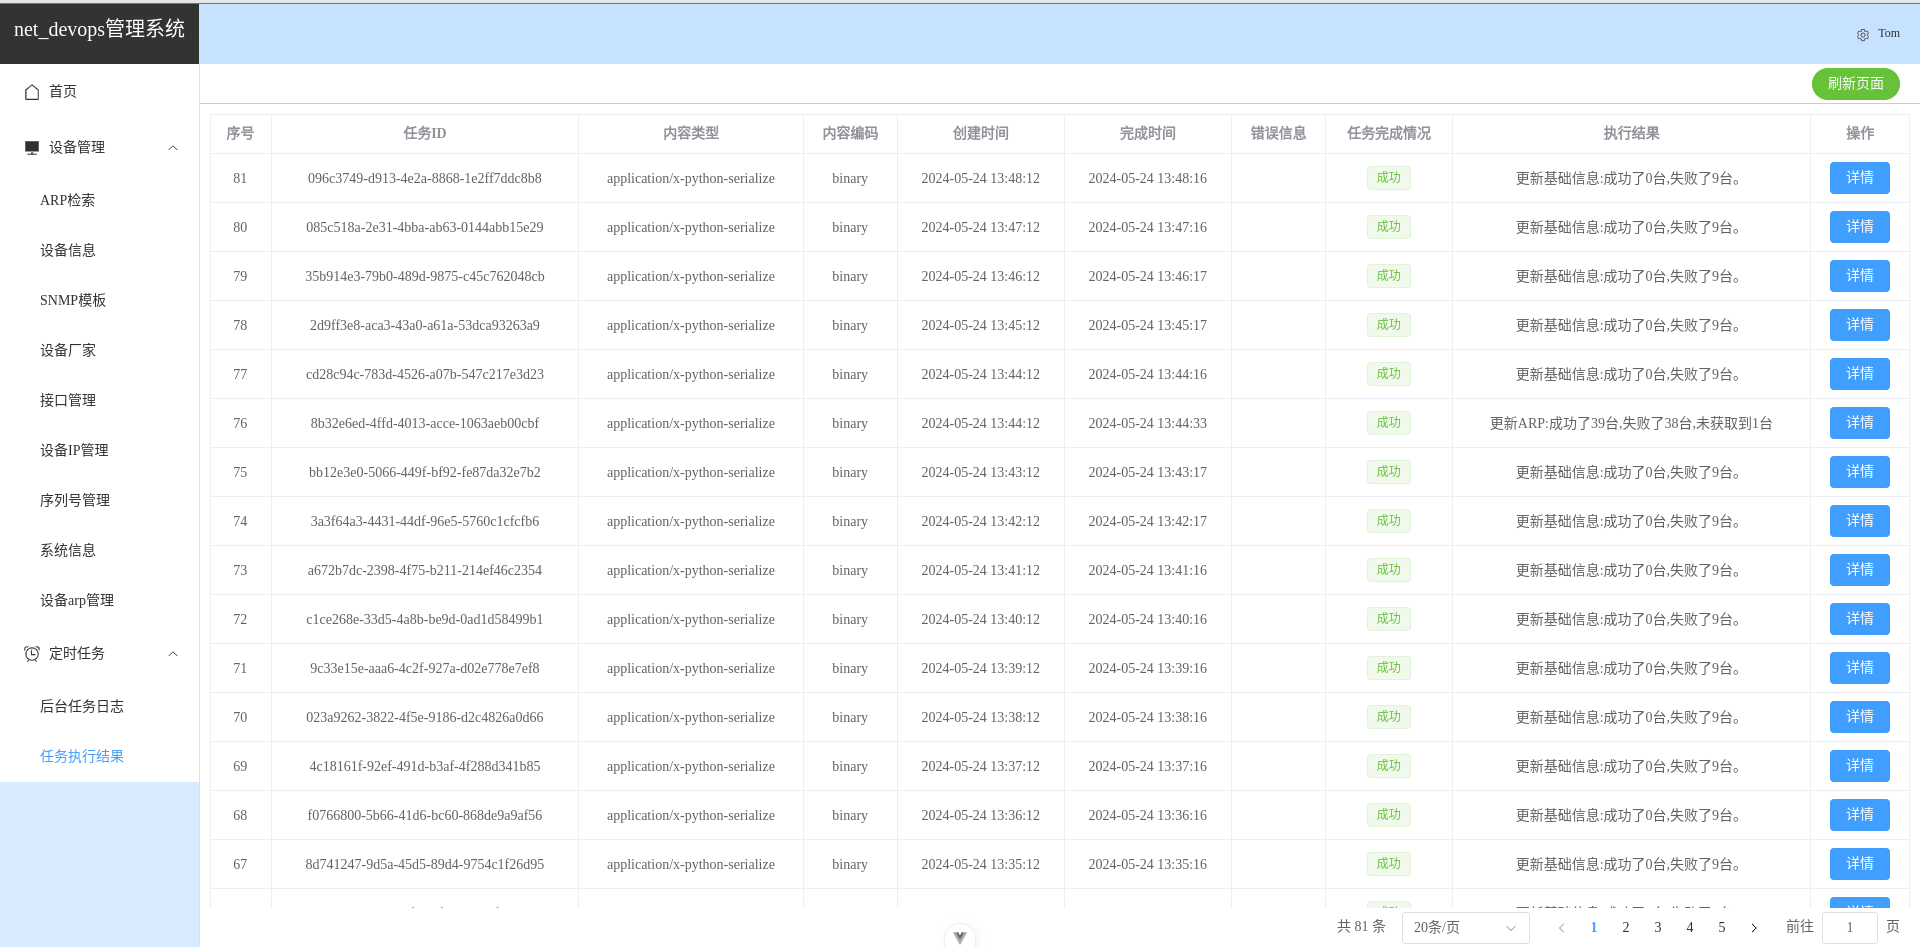 net_devops管理系统
Tom
首页
设备管理
ARP检索
设备信息
SNMP模板
设备厂家
接口管理
设备IP管理
序列号管理
系统信息
设备arp管理
定时任务
后台任务日志
任务执行结果
刷新页面
序号 任务ID 内容类型 内容编码 创建时间 完成时间 错误信息 任务完成情况 执行结果 操作
81 096c3749-d913-4e2a-8868-1e2ff7ddc8b8 application/x-python-serialize binary 2024-05-24 13:48:12 2024-05-24 13:48:16 成功 更新基础信息:成功了0台,失败了9台。 详情
80 085c518a-2e31-4bba-ab63-0144abb15e29 application/x-python-serialize binary 2024-05-24 13:47:12 2024-05-24 13:47:16 成功 更新基础信息:成功了0台,失败了9台。 详情
79 35b914e3-79b0-489d-9875-c45c762048cb application/x-python-serialize binary 2024-05-24 13:46:12 2024-05-24 13:46:17 成功 更新基础信息:成功了0台,失败了9台。 详情
78 2d9ff3e8-aca3-43a0-a61a-53dca93263a9 application/x-python-serialize binary 2024-05-24 13:45:12 2024-05-24 13:45:17 成功 更新基础信息:成功了0台,失败了9台。 详情
77 cd28c94c-783d-4526-a07b-547c217e3d23 application/x-python-serialize binary 2024-05-24 13:44:12 2024-05-24 13:44:16 成功 更新基础信息:成功了0台,失败了9台。 详情
76 8b32e6ed-4ffd-4013-acce-1063aeb00cbf application/x-python-serialize binary 2024-05-24 13:44:12 2024-05-24 13:44:33 成功 更新ARP:成功了39台,失败了38台,未获取到1台 详情
75 bb12e3e0-5066-449f-bf92-fe87da32e7b2 application/x-python-serialize binary 2024-05-24 13:43:12 2024-05-24 13:43:17 成功 更新基础信息:成功了0台,失败了9台。 详情
74 3a3f64a3-4431-44df-96e5-5760c1cfcfb6 application/x-python-serialize binary 2024-05-24 13:42:12 2024-05-24 13:42:17 成功 更新基础信息:成功了0台,失败了9台。 详情
73 a672b7dc-2398-4f75-b211-214ef46c2354 application/x-python-serialize binary 2024-05-24 13:41:12 2024-05-24 13:41:16 成功 更新基础信息:成功了0台,失败了9台。 详情
72 c1ce268e-33d5-4a8b-be9d-0ad1d58499b1 application/x-python-serialize binary 2024-05-24 13:40:12 2024-05-24 13:40:16 成功 更新基础信息:成功了0台,失败了9台。 详情
71 9c33e15e-aaa6-4c2f-927a-d02e778e7ef8 application/x-python-serialize binary 2024-05-24 13:39:12 2024-05-24 13:39:16 成功 更新基础信息:成功了0台,失败了9台。 详情
70 023a9262-3822-4f5e-9186-d2c4826a0d66 application/x-python-serialize binary 2024-05-24 13:38:12 2024-05-24 13:38:16 成功 更新基础信息:成功了0台,失败了9台。 详情
69 4c18161f-92ef-491d-b3af-4f288d341b85 application/x-python-serialize binary 2024-05-24 13:37:12 2024-05-24 13:37:16 成功 更新基础信息:成功了0台,失败了9台。 详情
68 f0766800-5b66-41d6-bc60-868de9a9af56 application/x-python-serialize binary 2024-05-24 13:36:12 2024-05-24 13:36:16 成功 更新基础信息:成功了0台,失败了9台。 详情
67 8d741247-9d5a-45d5-89d4-9754c1f26d95 application/x-python-serialize binary 2024-05-24 13:35:12 2024-05-24 13:35:16 成功 更新基础信息:成功了0台,失败了9台。 详情
共 81 条 20条/页 1 2 3 4 5 前往 1 页